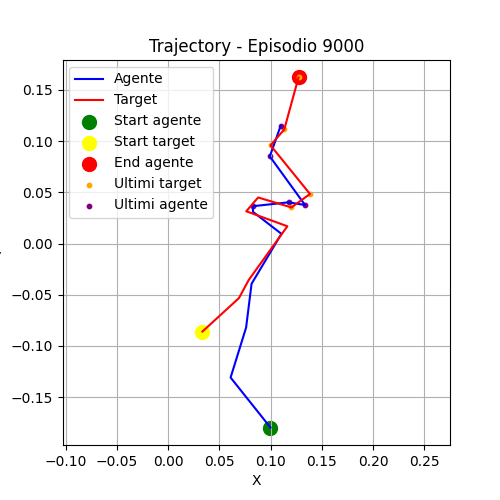 Trajectory - Episodio 9000
Agente
Target
Start agente
Start target
End agente
Ultimi target
Ultimi agente
0.15
0.10
0.05
0.00
−0.05
−0.10
−0.15
−0.10 −0.05 0.00 0.05 0.10 0.15 0.20 0.25
X